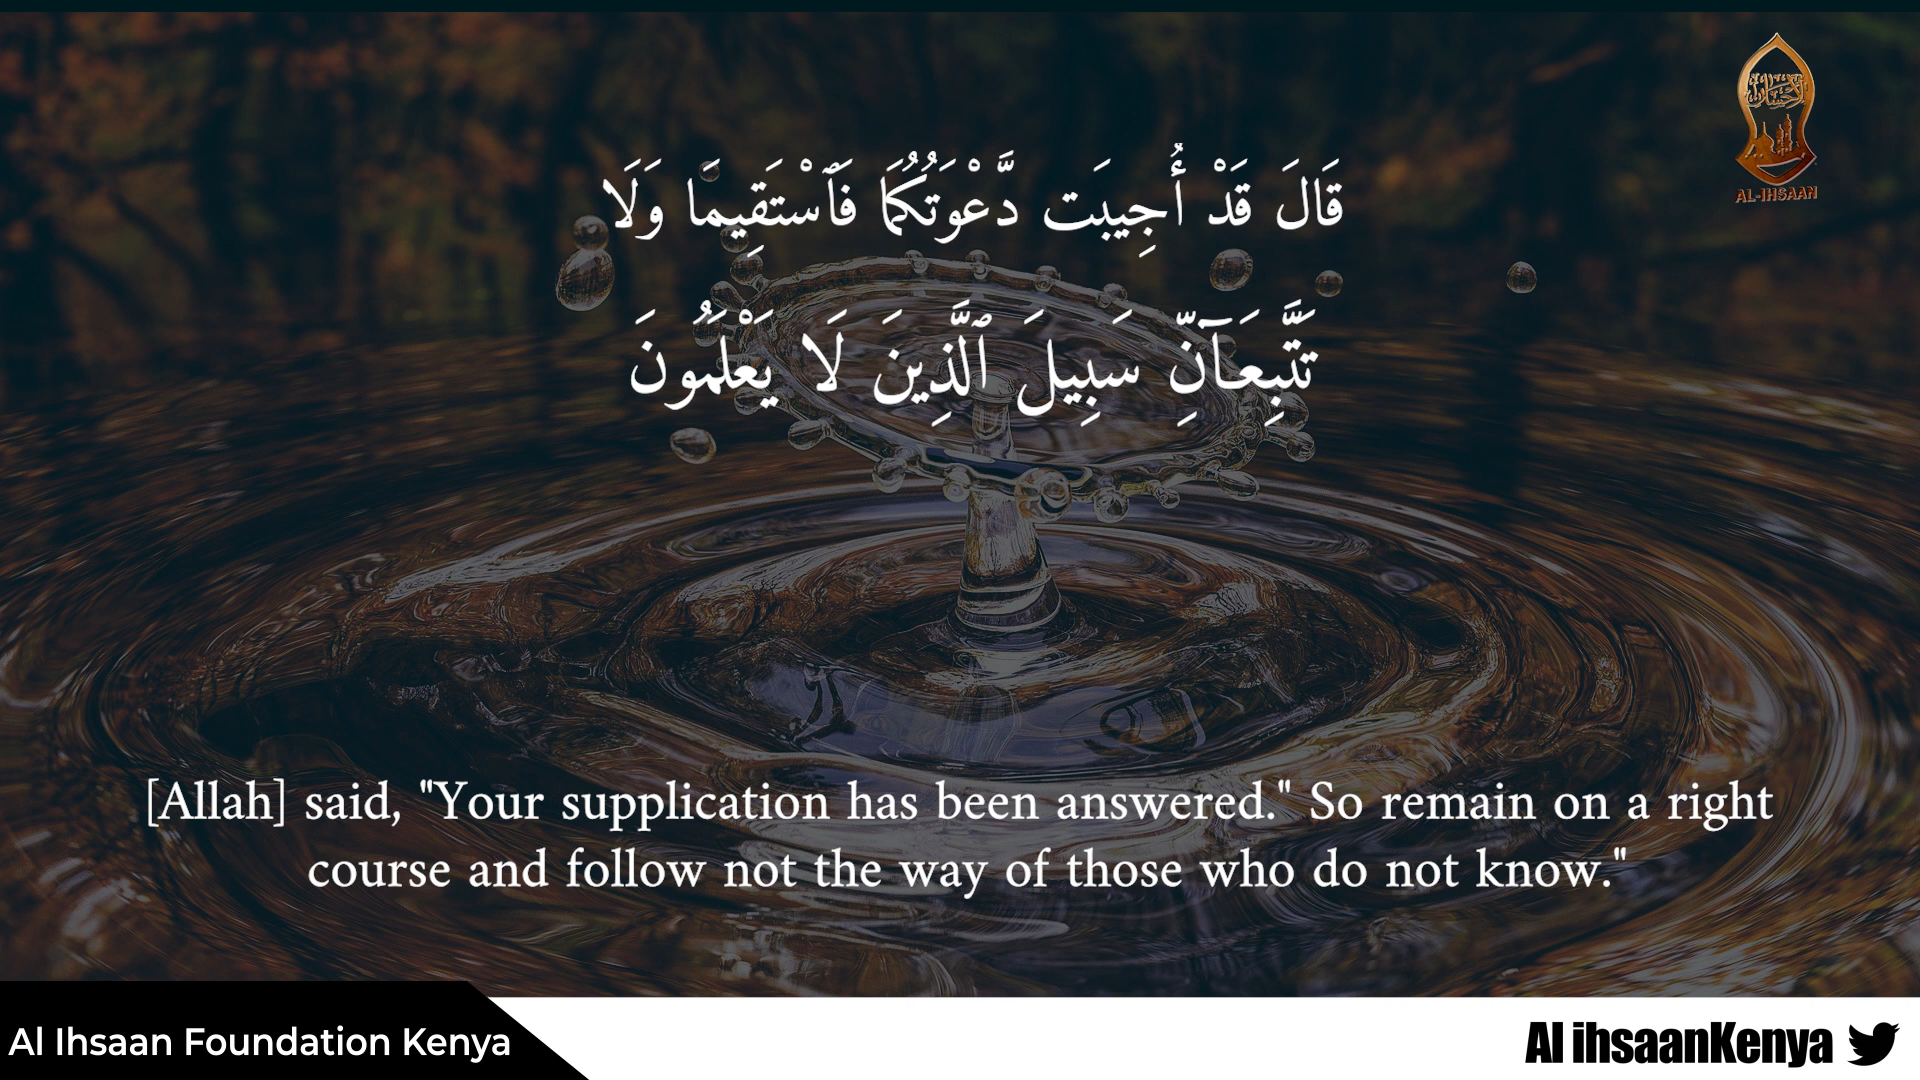 AL-IHSAAN
قَالَ قَدْ أُجِيبَت دَّعْوَتُكُمَا فَٱسْتَقِيمَا وَلَا
تَتَّبِعَآنِّ سَبِيلَ ٱلَّذِينَ لَا يَعْلَمُونَ
[Allah] said, "Your supplication has been answered." So remain on a right
course and follow not the way of those who do not know."
Al Ihsaan Foundation Kenya
Al ihsaanKenya